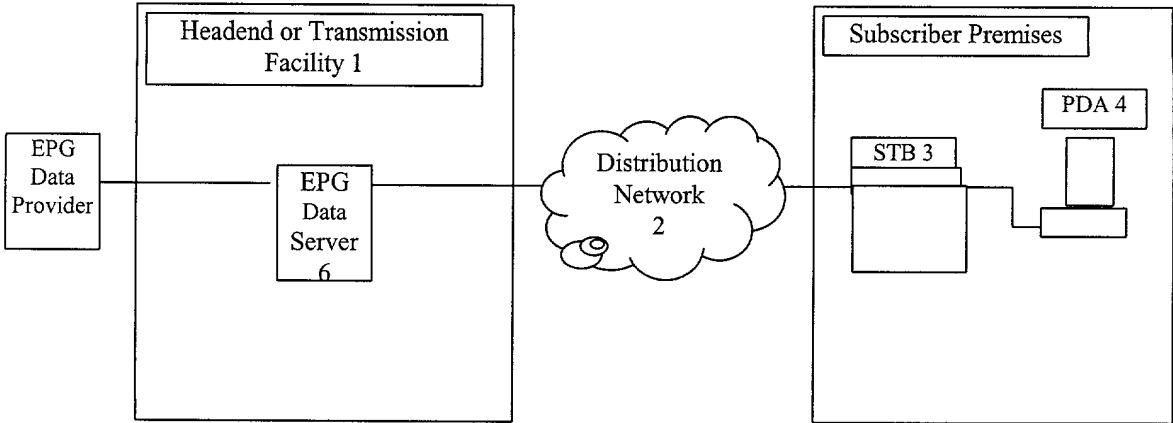 Headend or Transmission
Facility 1
Subscriber Premises
PDA 4
EPG
Data
Provider
EPG
Data
Server
6
Distribution
Network
2
STB 3